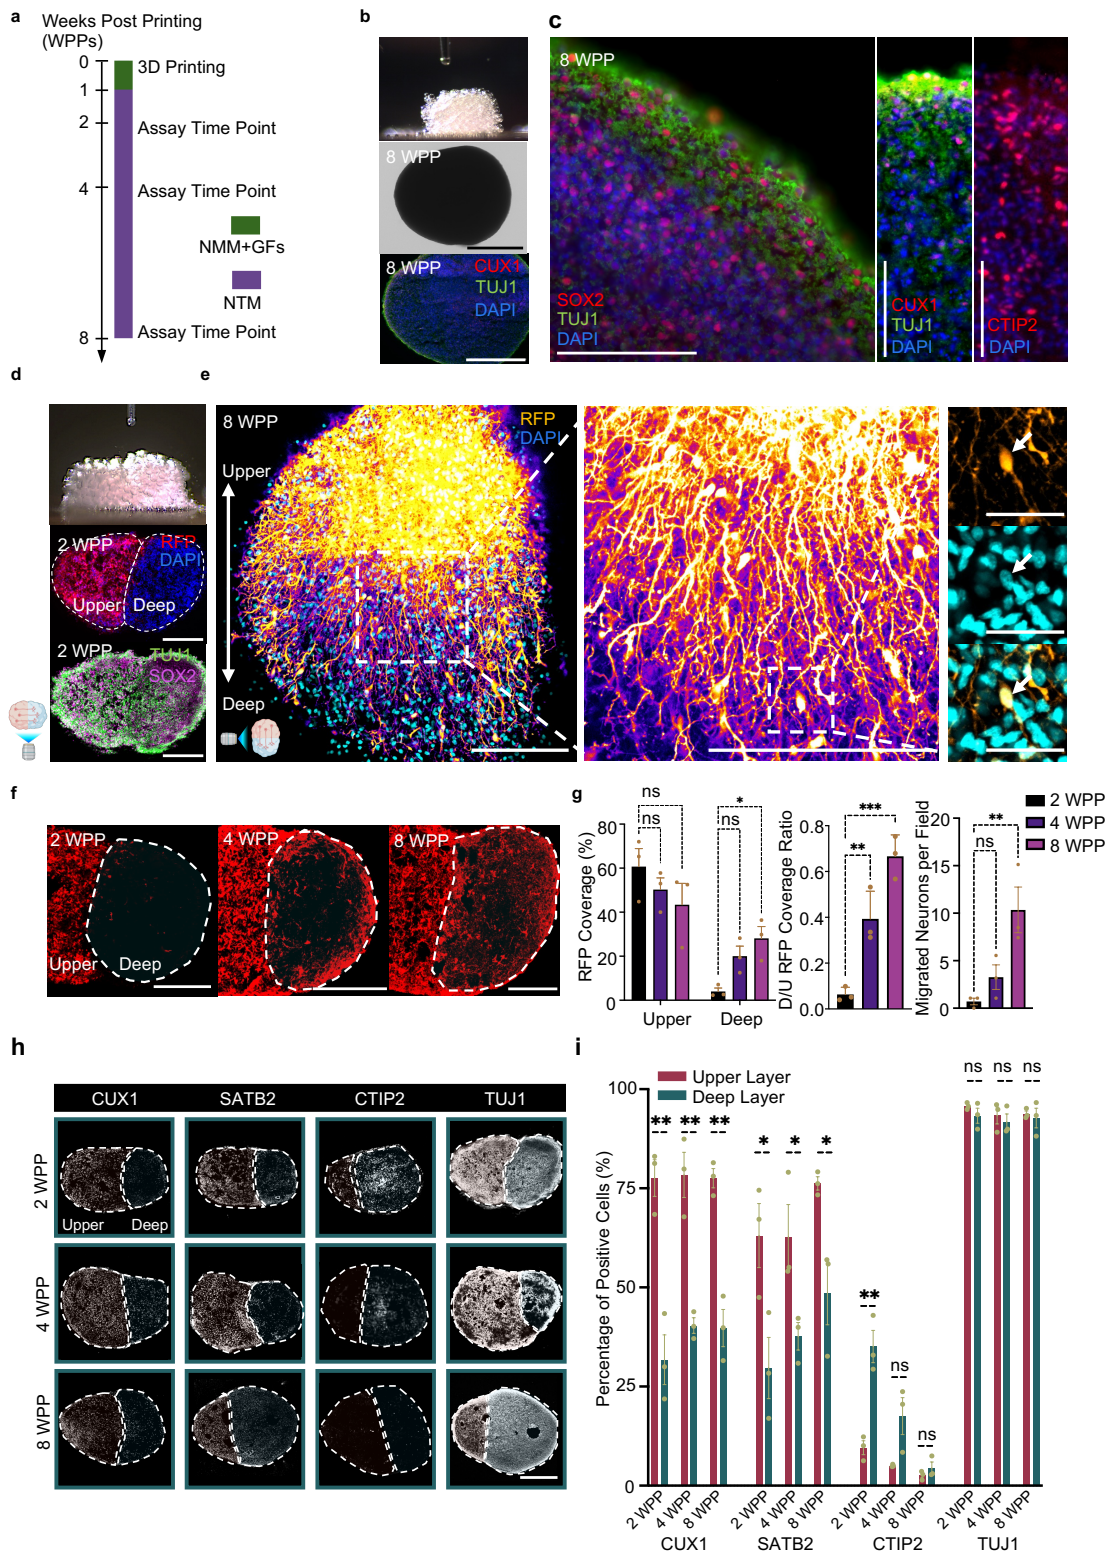 a
Weeks Post Printing
(WPPs)
0
3D Printing
1
2
Assay Time Point
4
Assay Time Point
NMM+GFs
NTM
Assay Time Point
8
b
8 WPP
8 WPP
CUX1
TUJ1
DAPI
c
8 WPP
SOX2
TUJ1
DAPI
CUX1
TUJ1
DAPI
CTIP2
DAPI
d
2 WPP
RFP
DAPI
Upper
Deep
2 WPP
TUJ1
SOX2
e
8 WPP
RFP
DAPI
Upper
Deep
f
2 WPP
4 WPP
8 WPP
Upper
Deep
g
ns
ns
ns
*
RFP Coverage (%)
80
60
40
20
0
Upper
Deep
***
**
D/U RFP Coverage Ratio
0.8
0.6
0.4
0.2
0.0
**
ns
Migrated Neurons per Field
20
15
10
5
0
2 WPP
4 WPP
8 WPP
h
CUX1
SATB2
CTIP2
TUJ1
2 WPP
Upper
Deep
4 WPP
8 WPP
i
Upper Layer
Deep Layer
Percentage of Positive Cells (%)
100
75
50
25
0
** ** **
* * *
** ns ns
ns ns ns
2 WPP 4 WPP 8 WPP
2 WPP 4 WPP 8 WPP
2 WPP 4 WPP 8 WPP
2 WPP 4 WPP 8 WPP
CUX1
SATB2
CTIP2
TUJ1